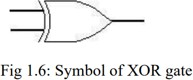 Fig 1.6: Symbol of XOR gate